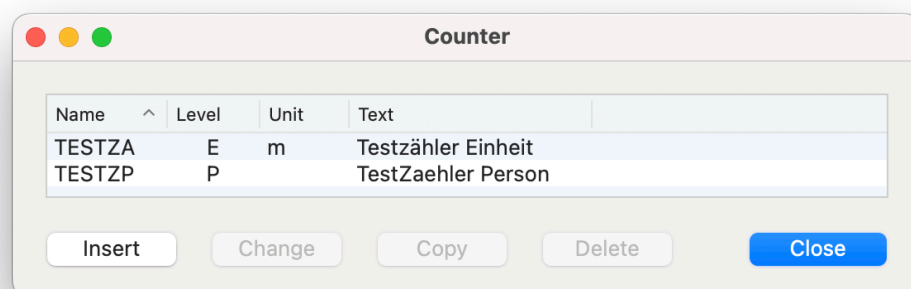 Counter
Name Level Unit Text
TESTZA E m Testzähler Einheit
TESTZP P TestZaehler Person
Insert Change Copy Delete Close